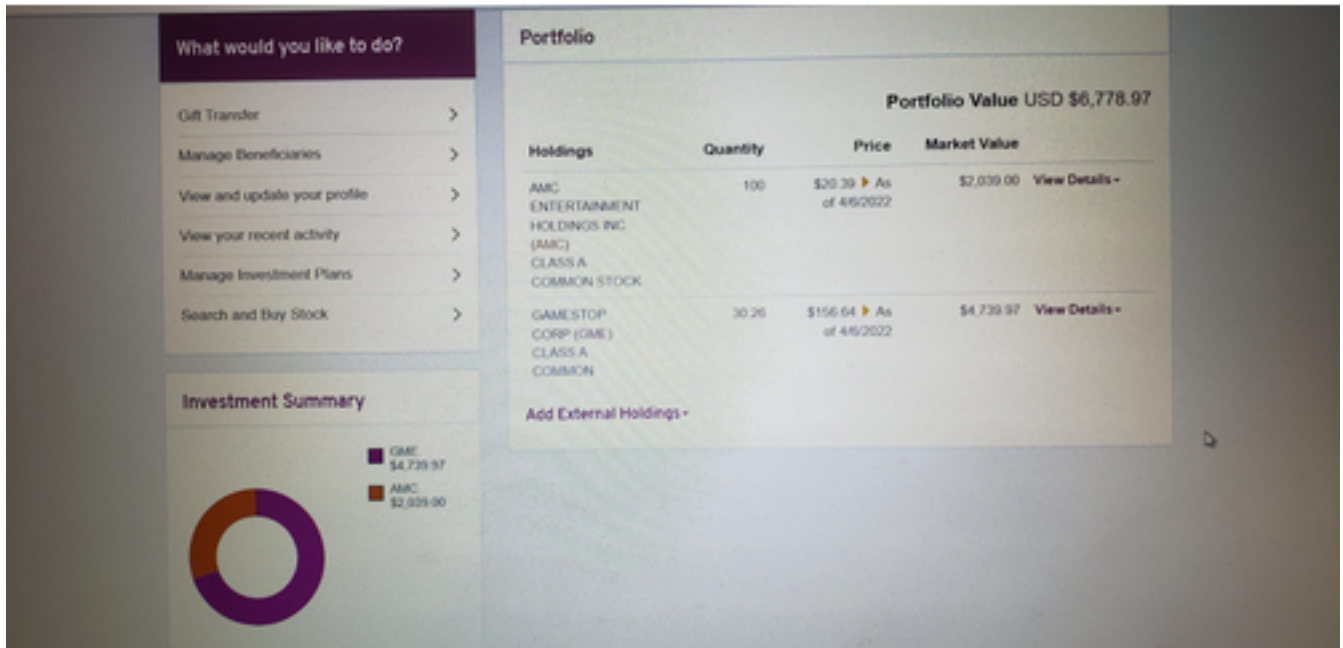 What would you like to do?
Gift Transfer
Manage Beneficiaries
View and update your profile
View your recent activity
Manage Investment Plans
Search and Buy Stock
Investment Summary
GME
$4,739.97
AMC
$2,039.00
Portfolio
Portfolio Value USD $6,778.97
Holdings Quantity Price Market Value
AMC 100 $20.39 As $2,039.00 View Details
ENTERTAINMENT of 4/6/2022
HOLDINGS INC
(AMC)
CLASS A
COMMON STOCK
GAMESTOP 30.26 $156.64 As $4,739.97 View Details
CORP (GME) of 4/6/2022
CLASS A
COMMON
Add External Holdings